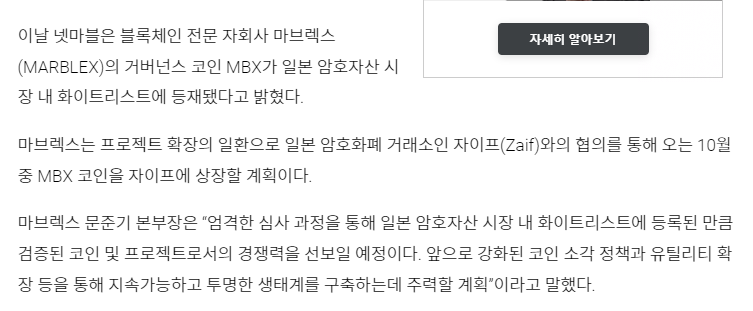 자세히 알아보기
이날 넷마블은 블록체인 전문 자회사 마브렉스
(MARBLEX)의 거버넌스 코인 MBX가 일본 암호자산 시
장 내 화이트리스트에 등재됐다고 밝혔다.
마브렉스는 프로젝트 확장의 일환으로 일본 암호화폐 거래소인 자이프(Zaif)와의 협의를 통해 오는 10월
중 MBX 코인을 자이프에 상장할 계획이다.
마브렉스 문준기 본부장은 “엄격한 심사 과정을 통해 일본 암호자산 시장 내 화이트리스트에 등록된 만큼
검증된 코인 및 프로젝트로서의 경쟁력을 선보일 예정이다. 앞으로 강화된 코인 소각 정책과 유틸리티 확
장 등을 통해 지속가능하고 투명한 생태계를 구축하는데 주력할 계획”이라고 말했다.